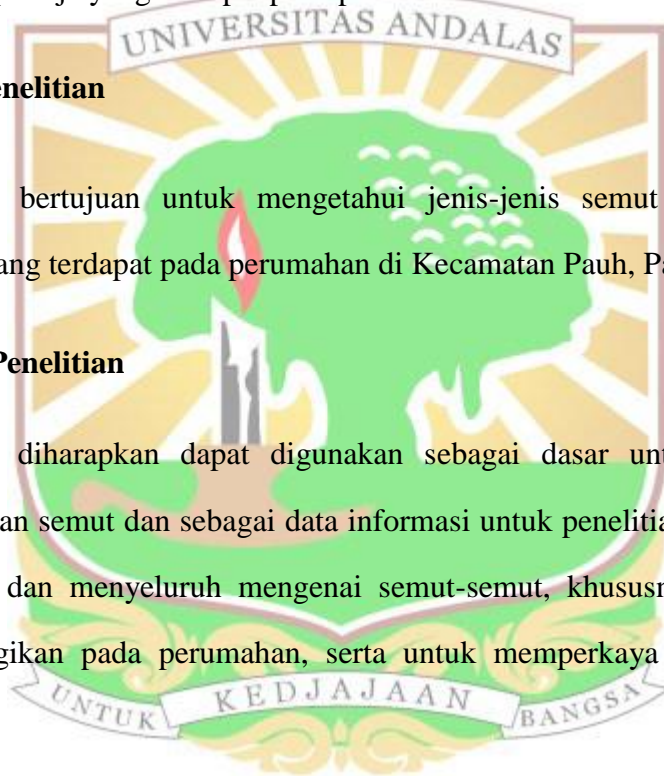 UNIVERSITAS ANDALAS
enelitian
bertujuan untuk mengetahui jenis-jenis semut
ang terdapat pada perumahan di Kecamatan Pauh, Pa
Penelitian
diharapkan dapat digunakan sebagai dasar un
an semut dan sebagai data informasi untuk penelitia
dan menyeluruh mengenai semut-semut, khusus
gikan pada perumahan, serta untuk memperkaya
UNTUK KEDJAJAAN BANGSA